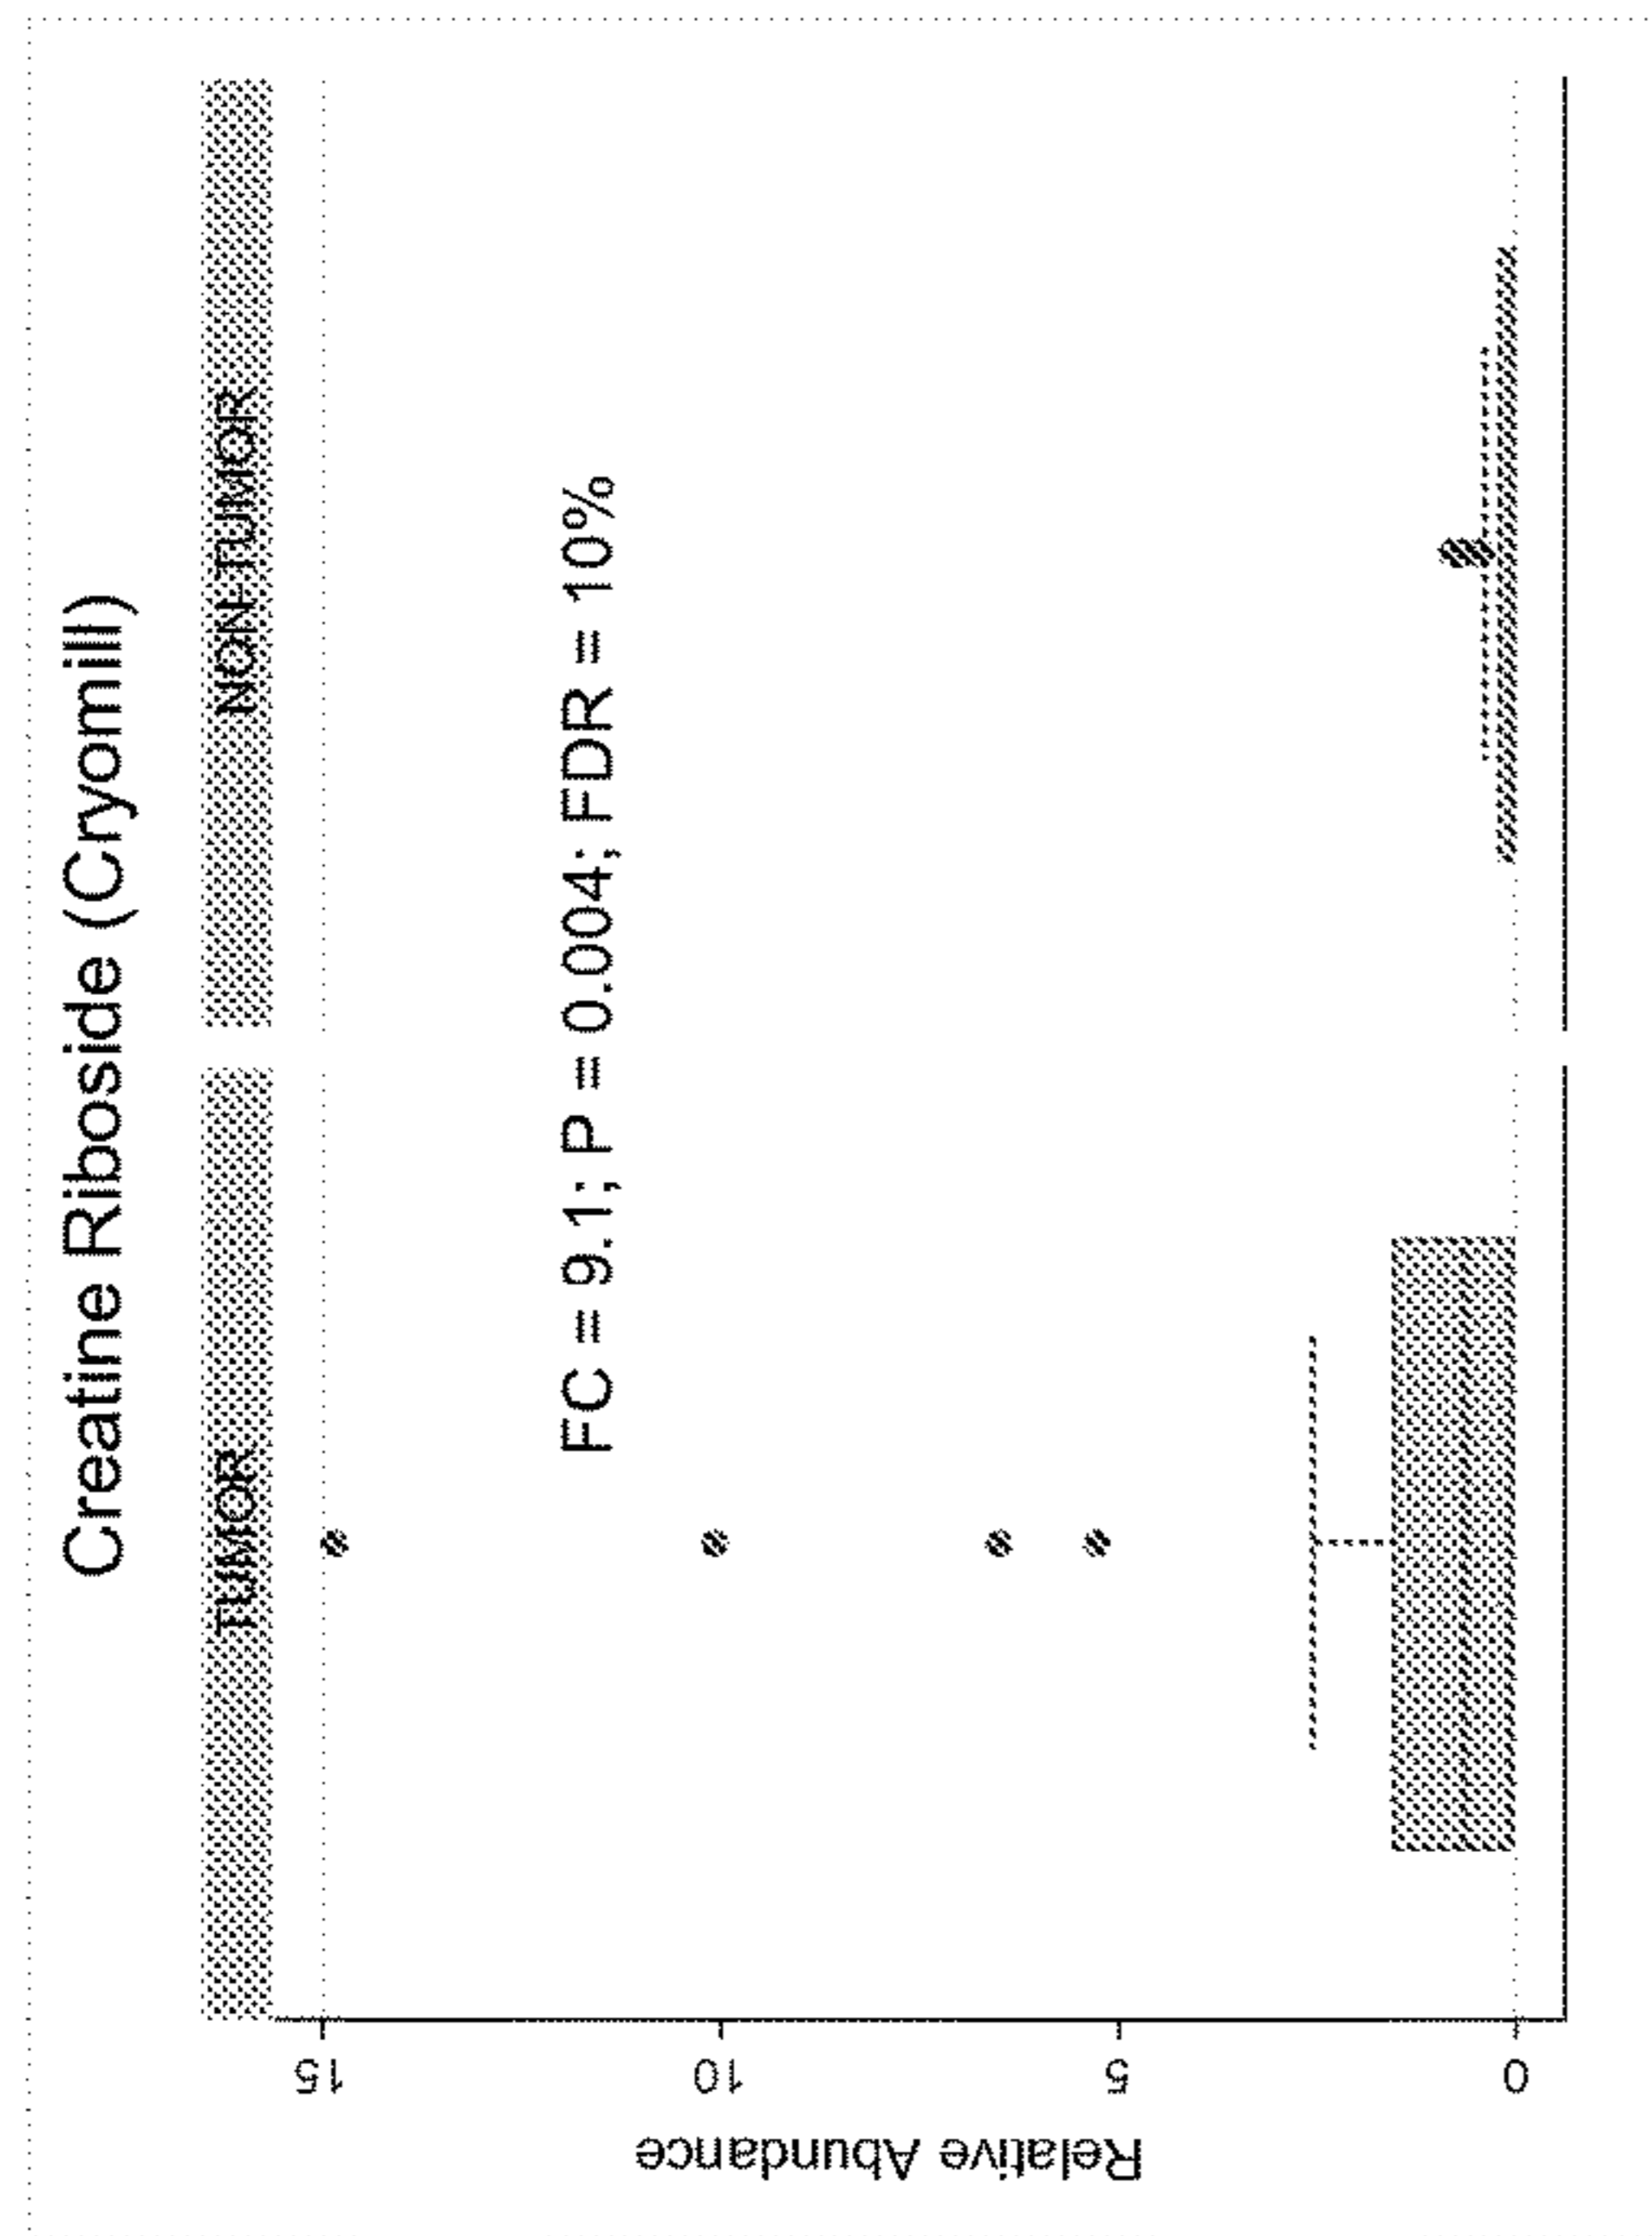 Creatine Riboside (Cryomill)
TUMOR
NON-TUMOR
FC = 9.1; P = 0.004; FDR = 10%
Relative Abundance
15
10
5
0